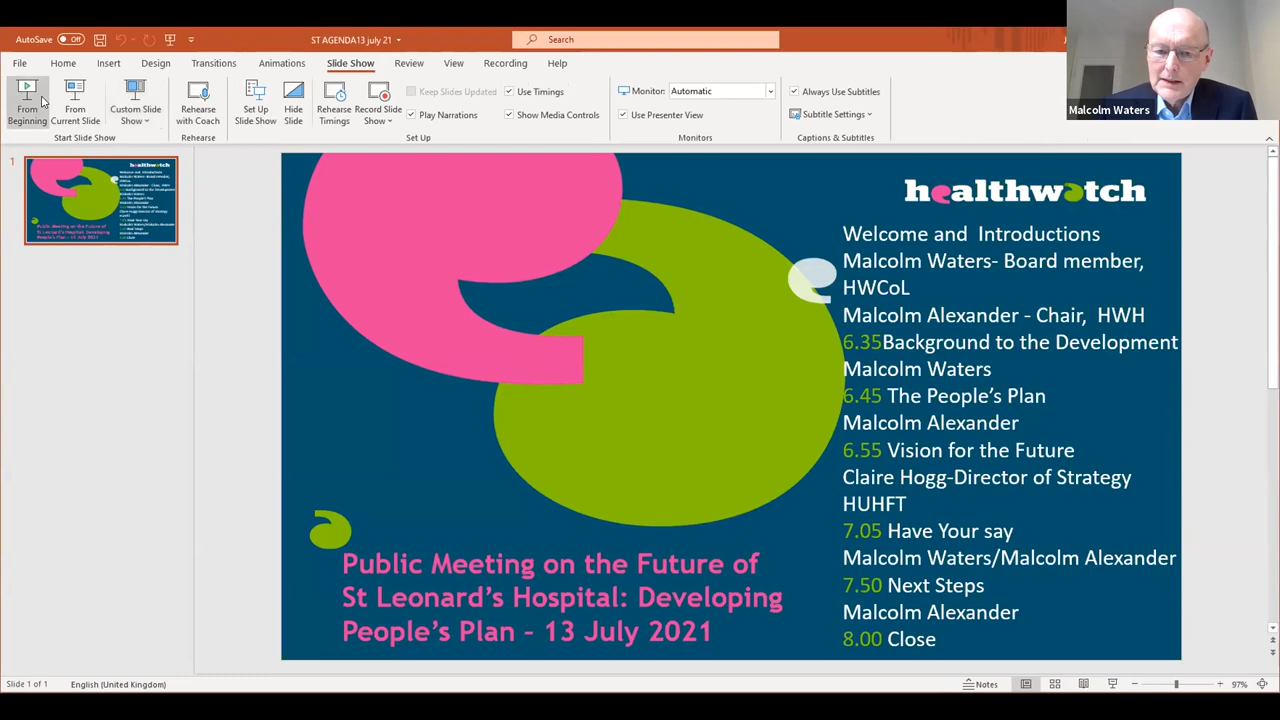 AutoSave Off
ST AGENDA13 july 21
Search
File Home Insert Design Transitions Animations Slide Show Review View Recording Help
From Beginning
From Current Slide
Custom Slide Show
Rehearse with Coach
Set Up Slide Show
Hide Slide
Rehearse Timings
Record Slide Show
Keep Slides Updated
Play Narrations
Use Timings
Show Media Controls
Monitor: Automatic
Use Presenter View
Always Use Subtitles
Subtitle Settings
Start Slide Show
Rehearse
Set Up
Monitors
Captions & Subtitles
Malcolm Waters
1
healthwatch
Welcome and Introductions
Malcolm Waters- Board member,
HWCoL
Malcolm Alexander - Chair, HWH
6.35Background to the Development
Malcolm Waters
6.45 The People's Plan
Malcolm Alexander
6.55 Vision for the Future
Claire Hogg-Director of Strategy
HUHFT
7.05 Have Your say
Malcolm Waters/Malcolm Alexander
7.50 Next Steps
Malcolm Alexander
8.00 Close
Public Meeting on the Future of
St Leonard's Hospital: Developing
People's Plan – 13 July 2021
Slide 1 of 1
English (United Kingdom)
Notes
97%